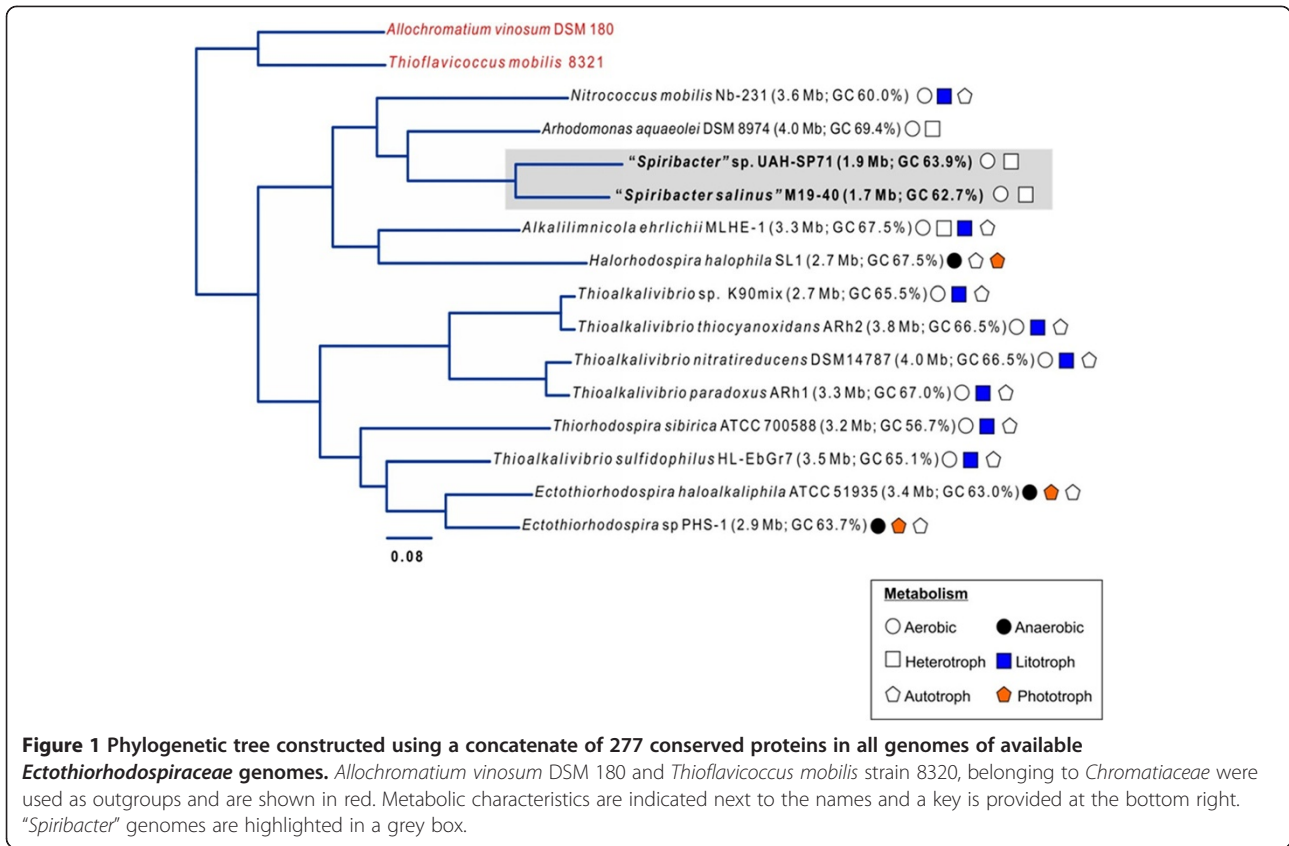 Allochromatium vinosum DSM 180
Thioflavicoccus mobilis 8321
Nitrococcus mobilis Nb-231 (3.6 Mb; GC 60.0%)
Arhodomonas aquaeolei DSM 8974 (4.0 Mb; GC 69.4%)
"Spiribacter" sp. UAH-SP71 (1.9 Mb; GC 63.9%)
"Spiribacter salinus" M19-40 (1.7 Mb; GC 62.7%)
Alkalilimnicola ehrlichii MLHE-1 (3.3 Mb; GC 67.5%)
Halorhodospira halophila SL1 (2.7 Mb; GC 67.5%)
Thioalkalivibrio sp. K90mix (2.7 Mb; GC 65.5%)
Thioalkalivibrio thiocyanoxidans ARh2 (3.8 Mb; GC 66.5%)
Thioalkalivibrio nitratireducens DSM14787 (4.0 Mb; GC 66.5%)
Thioalkalivibrio paradoxus ARh1 (3.3 Mb; GC 67.0%)
Thiorhodospira sibirica ATCC 700588 (3.2 Mb; GC 56.7%)
Thioalkalivibrio sulfidophilus HL-EbGr7 (3.5 Mb; GC 65.1%)
Ectothiorhodospira haloalkaliphila ATCC 51935 (3.4 Mb; GC 63.0%)
Ectothiorhodospira sp PHS-1 (2.9 Mb; GC 63.7%)
0.08
Metabolism
Aerobic Anaerobic
Heterotroph Litotroph
Autotroph Phototroph
Figure 1 Phylogenetic tree constructed using a concatenate of 277 conserved proteins in all genomes of available
Ectothiorhodospiraceae genomes. Allochromatium vinosum DSM 180 and Thioflavicoccus mobilis strain 8320, belonging to Chromatiaceae were
used as outgroups and are shown in red. Metabolic characteristics are indicated next to the names and a key is provided at the bottom right.
"Spiribacter" genomes are highlighted in a grey box.